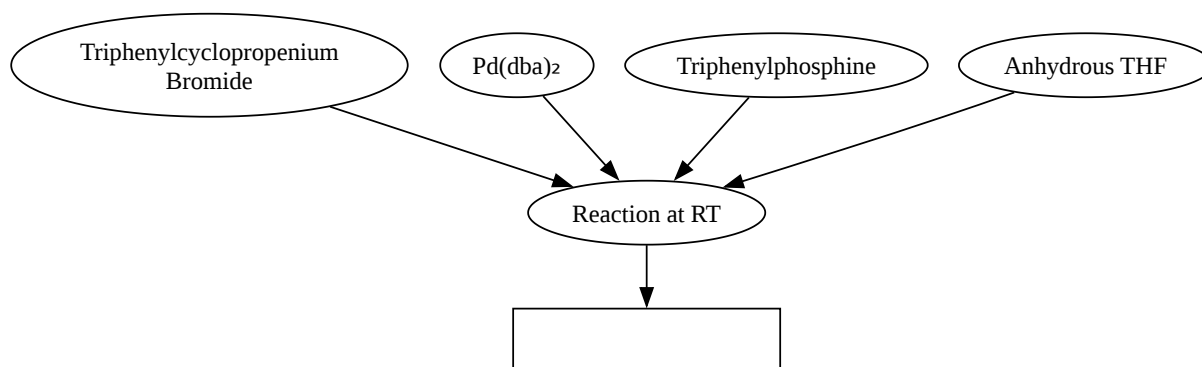 Triphenylcyclopropenium
Bromide
Pd(dba)₂
Triphenylphosphine
Anhydrous THF
Reaction at RT